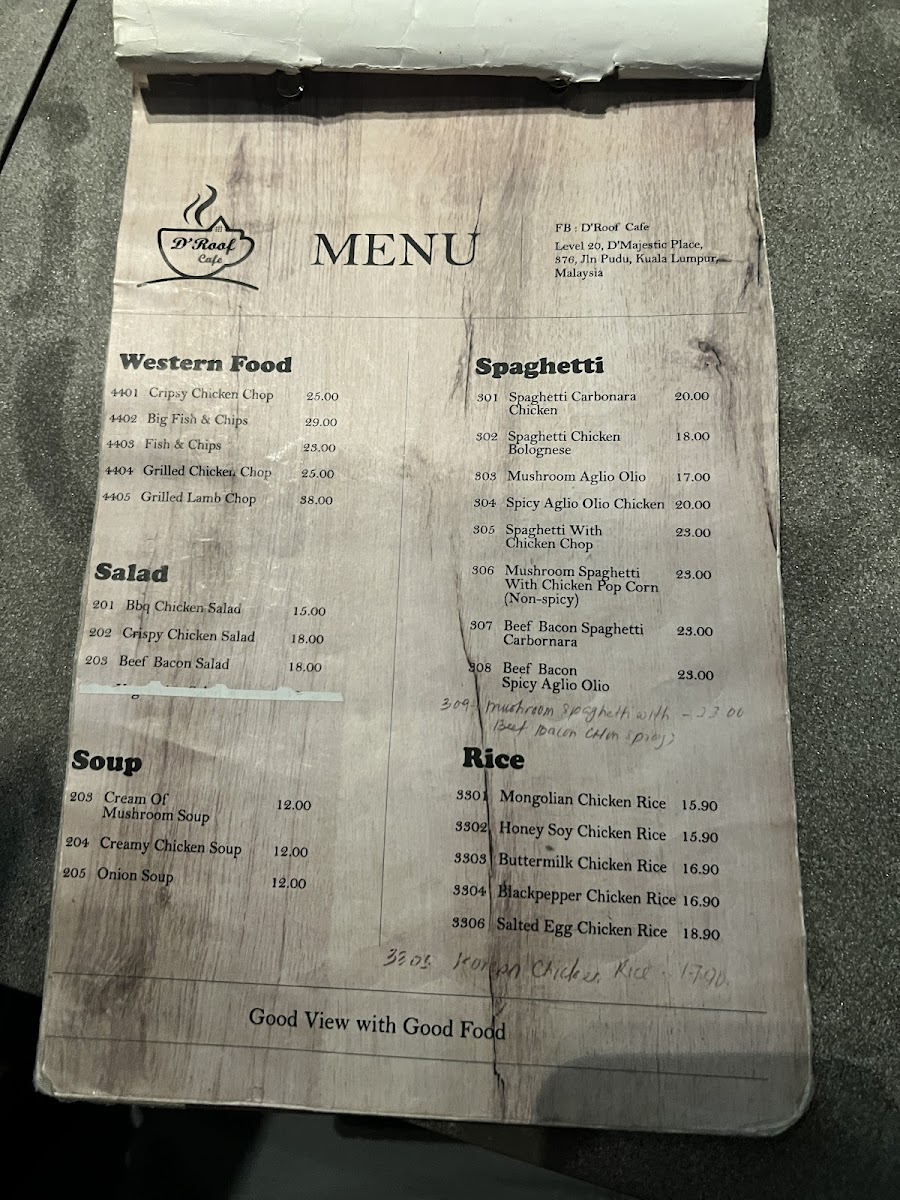 D'Roof
Cafe
MENU
FB : D'Roof Cafe
Level 20, D'Majestic Place,
876, Jln Pudu, Kuala Lumpur,
Malaysia
Western Food
4401 Cripsy Chicken Chop 25.00
4402 Big Fish & Chips 29.00
4403 Fish & Chips 23.00
4404 Grilled Chicken Chop 25.00
4405 Grilled Lamb Chop 38.00
Salad
201 Bbq Chicken Salad 15.00
202 Crispy Chicken Salad 18.00
203 Beef Bacon Salad 18.00
Soup
203 Cream Of
Mushroom Soup 12.00
204 Creamy Chicken Soup 12.00
205 Onion Soup 12.00
Spaghetti
301 Spaghetti Carbonara 20.00
Chicken
302 Spaghetti Chicken 18.00
Bolognese
303 Mushroom Aglio Olio 17.00
304 Spicy Aglio Olio Chicken 20.00
305 Spaghetti With 23.00
Chicken Chop
306 Mushroom Spaghetti 23.00
With Chicken Pop Corn
(Non-spicy)
307 Beef Bacon Spaghetti 23.00
Carbornara
308 Beef Bacon 23.00
Spicy Aglio Olio
309- Mushroom Spaghetti with - 23.00
Beef Bacon
Rice
3301 Mongolian Chicken Rice 15.90
3302 Honey Soy Chicken Rice 15.90
3303 Buttermilk Chicken Rice 16.90
3304 Blackpepper Chicken Rice 16.90
3306 Salted Egg Chicken Rice 18.90
3305 Korean Chicken Rice - 17.90
Good View with Good Food